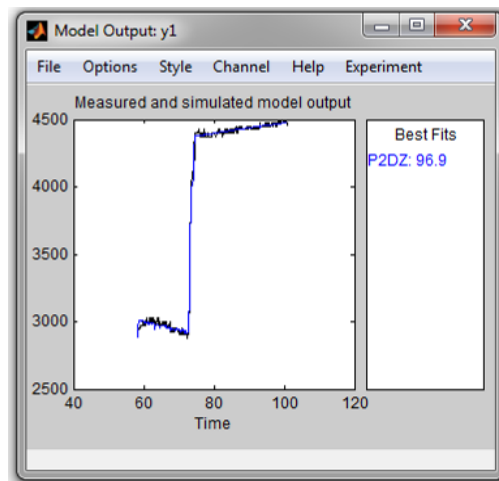 Model Output: y1
File Options Style Channel Help Experiment
Measured and simulated model output
4500
4000
3500
3000
2500
40 60 80 100 120
Time
Best Fits
P2DZ: 96.9